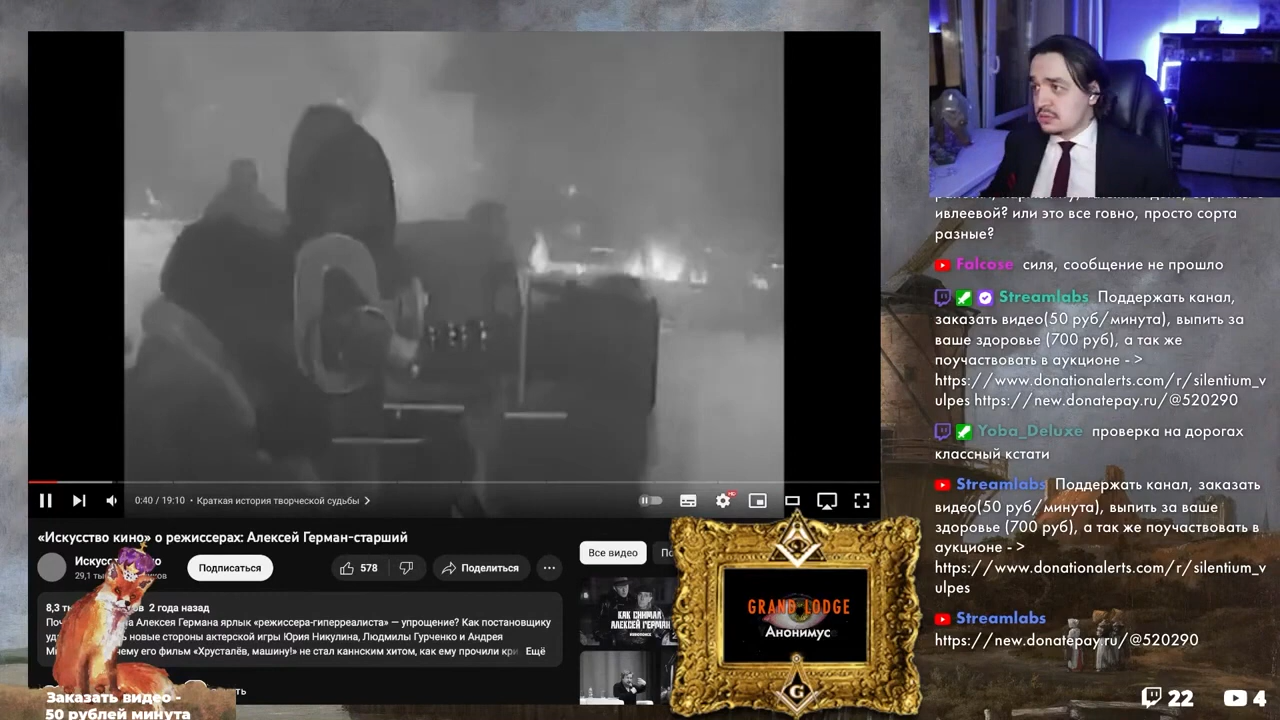 0:40 / 19:10 • Краткая история творческой судьбы
«Искусство кино» о режиссерах: Алексей Герман-старший
Подписаться
578
Поделиться
Все видео
2 года назад
Алексея Германа ярлык «режиссера-гиперреалиста» — упрощение? Как постановщику
новые стороны актерской игры Юрия Никулина, Людмилы Гурченко и Андрея
его фильм «Хрусталёв, машину!» не стал каннским хитом, как ему прочили кри
Ещё
КАК СНИМАЛ
АЛЕКСЕЙ ГЕРМАН
Заказать видео -
50 рублей минута
GRAND LODGE
Анонимус
G
ивлеевой? или это все говно, просто сорта
разные?
Falcose силя, сообщение не прошло
Streamlabs Поддержать канал,
заказать видео(50 руб/минута), выпить за
ваше здоровье (700 руб), а так же
поучаствовать в аукционе - >
https://www.donationalerts.com/r/silentium_v
ulpes https://new.donatepay.ru/@520290
Yoba_Deluxe проверка на дорогах
классный кстати
Streamlabs Поддержать канал, заказать
видео(50 руб/минута), выпить за ваше
здоровье (700 руб), а так же поучаствовать в
аукционе - >
https://www.donationalerts.com/r/silentium_v
ulpes
Streamlabs
https://new.donatepay.ru/@520290
22
4